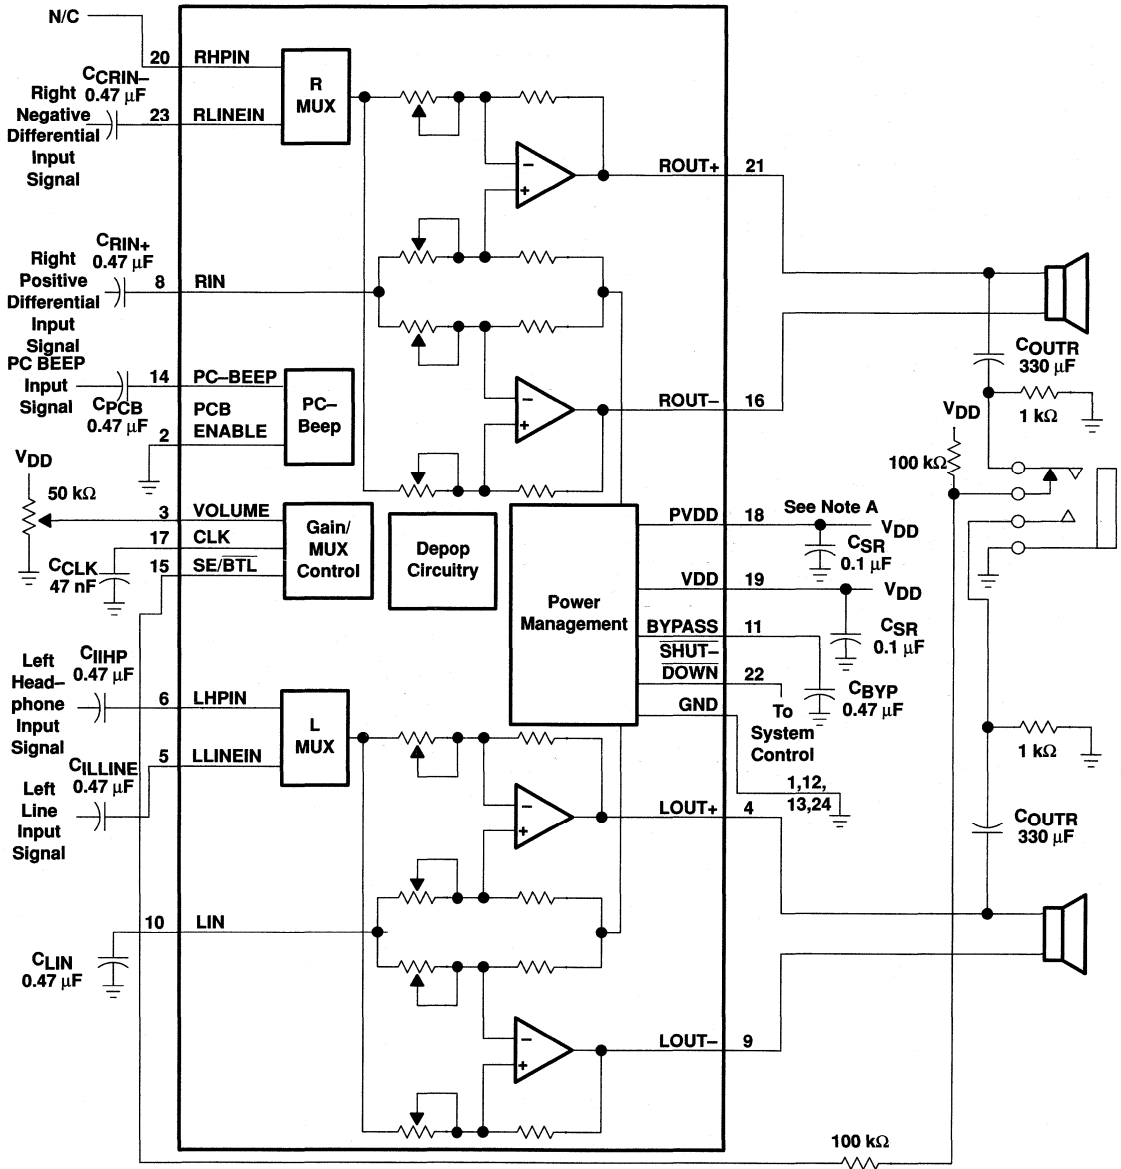 N/C
20
RHPIN
CCRIN–
0.47 µF
Right
Negative
Differential
Input
Signal
23
RLINEIN
R
MUX
–
+
ROUT+
21
CRIN+
0.47 µF
Right
Positive
Differential
Input
Signal
8
RIN
PC BEEP
Input
Signal
14
PC–BEEP
CPCB
0.47 µF
PCB
ENABLE
2
PC–
Beep
–
+
ROUT–
16
COUTR
330 µF
1 kΩ
VDD
100 kΩ
VDD
50 kΩ
3
VOLUME
17
CLK
15
SE/BTL
CCLK
47 nF
Gain/
MUX
Control
Depop
Circuitry
Power
Management
PVDD
18
See Note A
VDD
CSR
0.1 µF
VDD
19
VDD
CSR
0.1 µF
BYPASS
11
SHUT–
DOWN
22
CBYP
0.47 µF
To
System
Control
GND
1,12,
13,24
Left
Head–
phone
Input
Signal
CIIHP
0.47 µF
6
LHPIN
L
MUX
CILLINE
0.47 µF
5
LLINEIN
Left
Line
Input
Signal
–
+
LOUT+
4
1 kΩ
COUTR
330 µF
10
LIN
CLIN
0.47 µF
–
+
LOUT–
9
100 kΩ